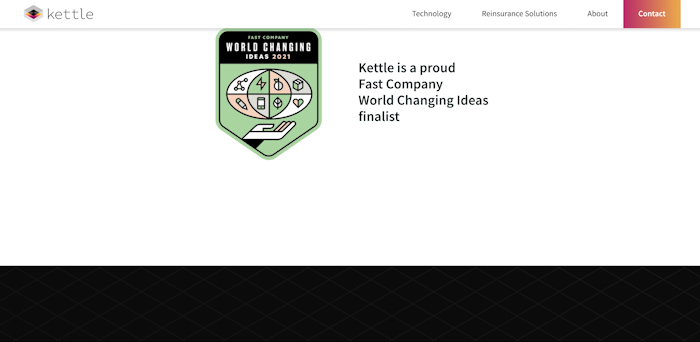 kettle
Technology
Reinsurance Solutions
About
Contact
FAST COMPANY
WORLD CHANGING
IDEAS 2021
Kettle is a proud
Fast Company
World Changing Ideas
finalist